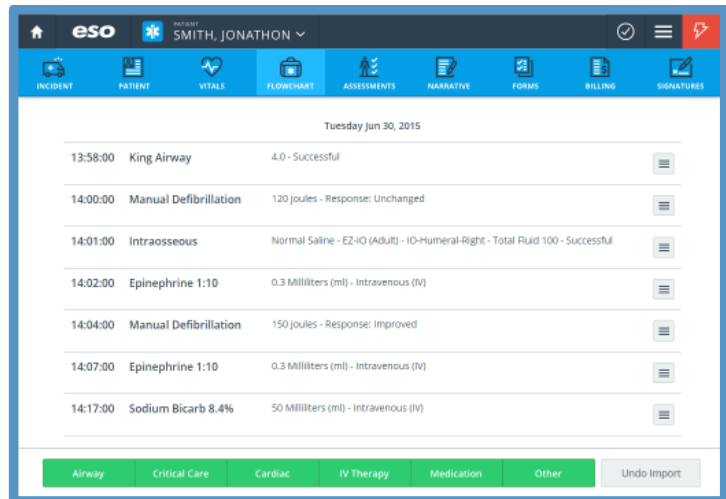 PATIENT
eso SMITH, JONATHON
INCIDENT PATIENT VITALS FLOWCHART ASSESSMENTS NARRATIVE FORMS BILLING SIGNATURES
Tuesday Jun 30, 2015
13:58:00 King Airway 4.0 - Successful
14:00:00 Manual Defibrillation 120 joules - Response: Unchanged
14:01:00 Intraosseous Normal Saline - EZ-IO (Adult) - IO-Humeral-Right - Total Fluid 100 - Successful
14:02:00 Epinephrine 1:10 0.3 Milliliters (ml) - Intravenous (IV)
14:04:00 Manual Defibrillation 150 joules - Response: Improved
14:07:00 Epinephrine 1:10 0.3 Milliliters (ml) - Intravenous (IV)
14:17:00 Sodium Bicarb 8.4% 50 Milliliters (ml) - Intravenous (IV)
Airway Critical Care Cardiac IV Therapy Medication Other Undo Import